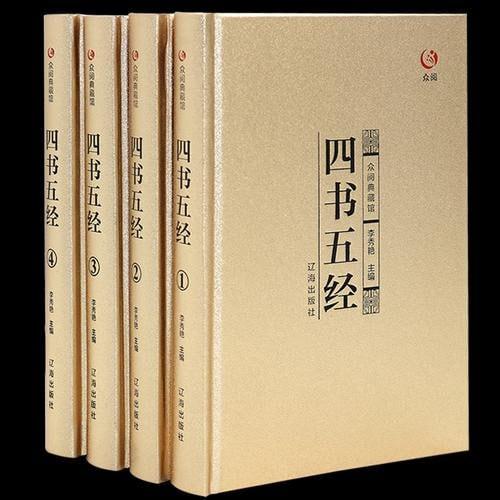 众阅典藏馆
四书五经
④
李秀艳 主编
辽海出版社
众阅典藏馆
四书五经
③
李秀艳 主编
辽海出版社
众阅典藏馆
四书五经
②
李秀艳 主编
辽海出版社
众阅典藏馆
四书五经
①
李秀艳 主编
辽海出版社
众阅
众阅典藏馆
李秀艳 主编
四书五经
辽海出版社